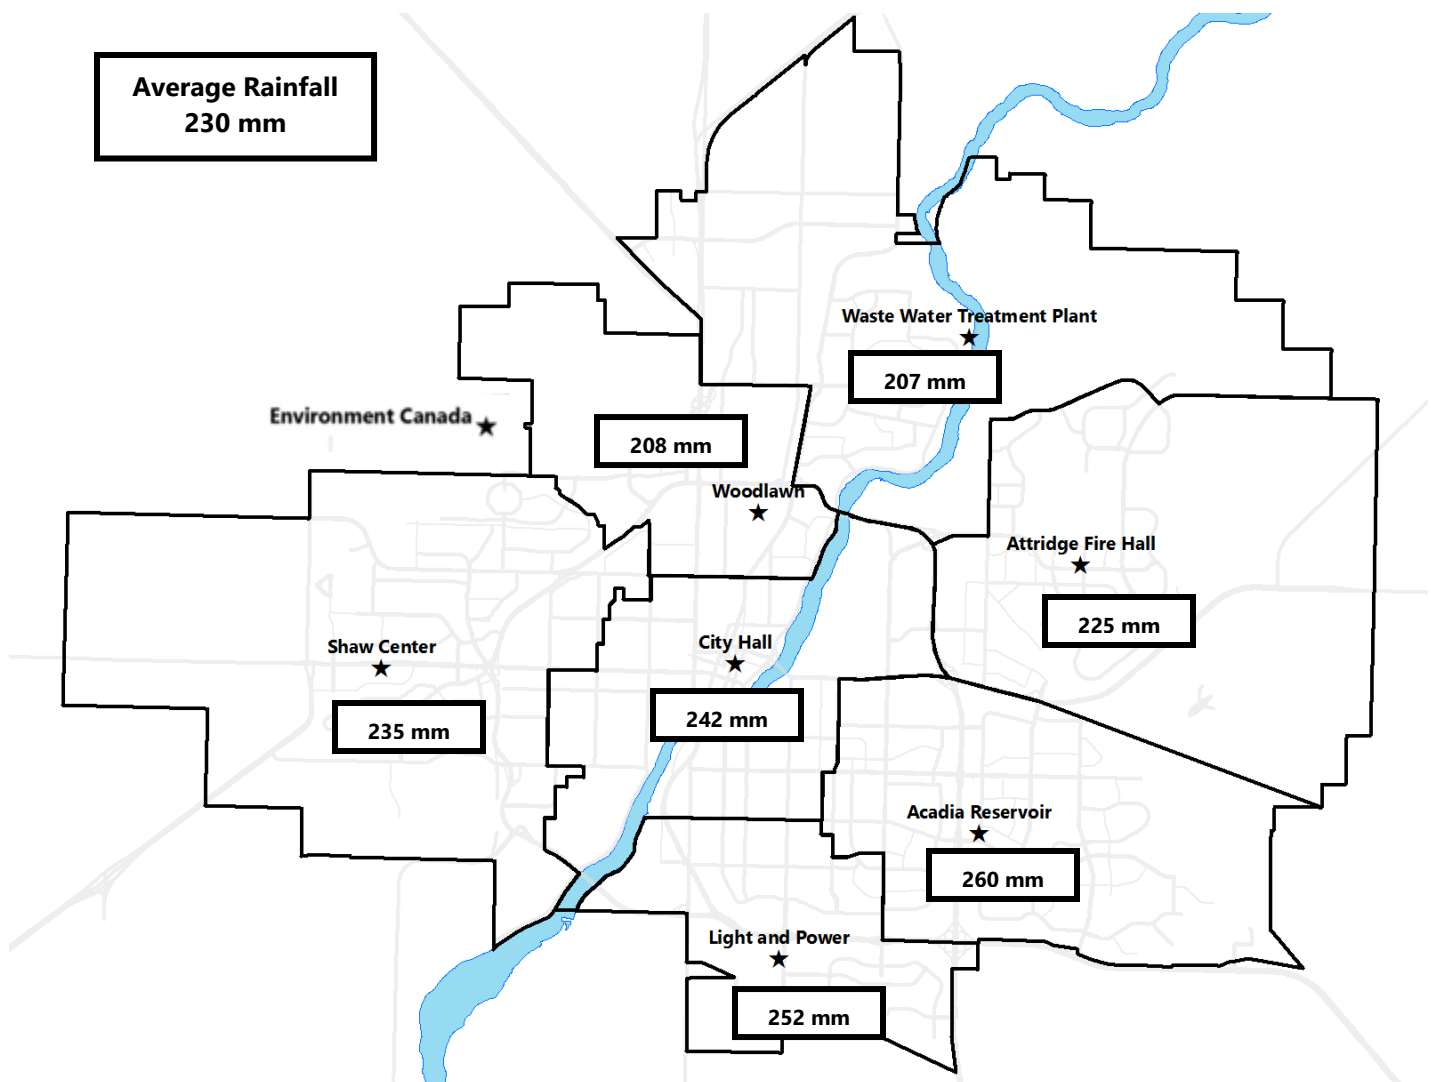 Average Rainfall
230 mm
Waste Water Treatment Plant
207 mm
Environment Canada
208 mm
Woodlawn
Attridge Fire Hall
225 mm
Shaw Center
235 mm
City Hall
242 mm
Acadia Reservoir
260 mm
Light and Power
252 mm